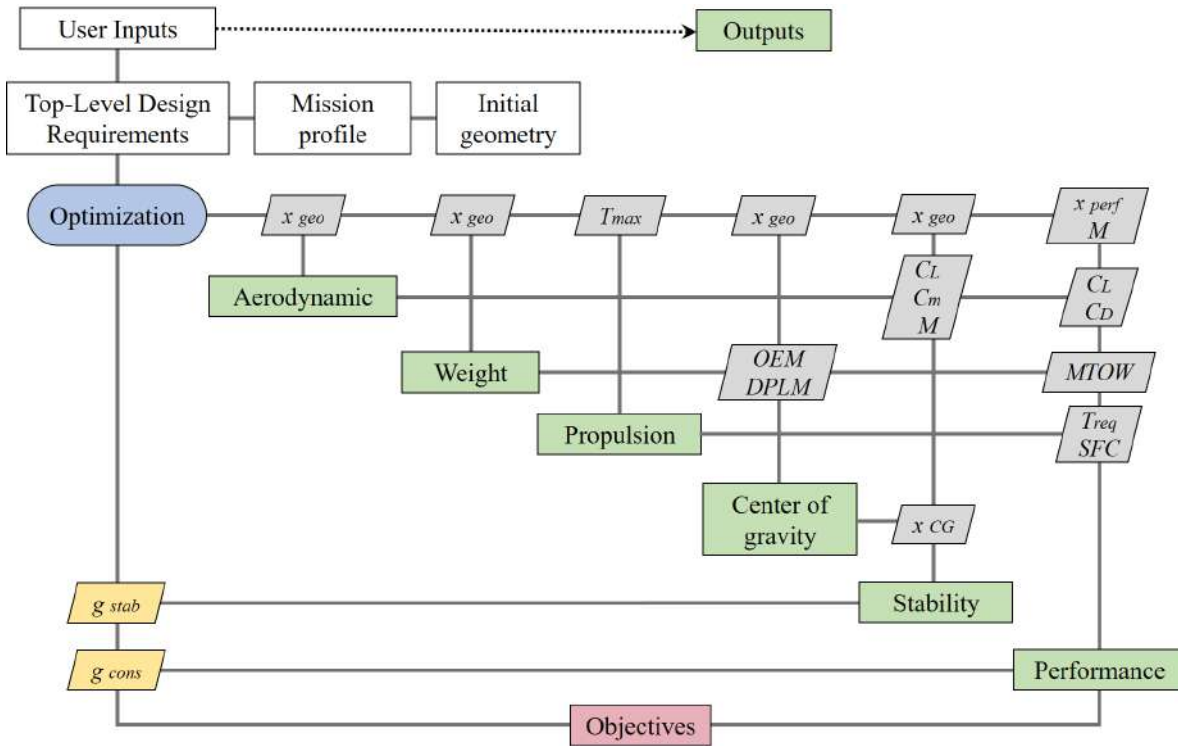 User Inputs
Outputs
Top-Level Design
Requirements
Mission
profile
Initial
geometry
Optimization
x geo
x geo
Tmax
x geo
x geo
x perf
M
Aerodynamic
CL
Cm
M
CL
CD
Weight
OEM
DPLM
MTOW
Propulsion
Treq
SFC
Center of
gravity
x CG
g stab
Stability
g cons
Performance
Objectives